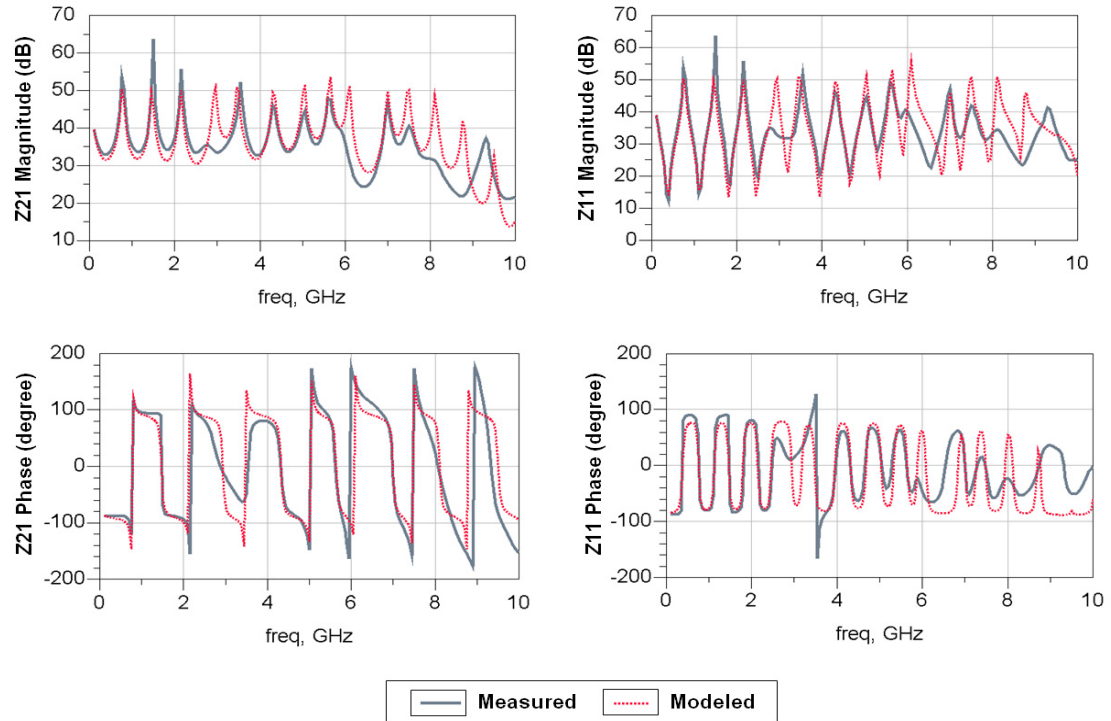 70
60
50
40
30
20
10
Z21 Magnitude (dB)
0 2 4 6 8 10
freq, GHz
70
60
50
40
30
20
10
0
Z11 Magnitude (dB)
0 2 4 6 8 10
freq, GHz
200
100
0
-100
-200
Z21 Phase (degree)
0 2 4 6 8 10
freq, GHz
200
100
0
-100
-200
Z11 Phase (degree)
0 2 4 6 8 10
freq, GHz
Measured Modeled